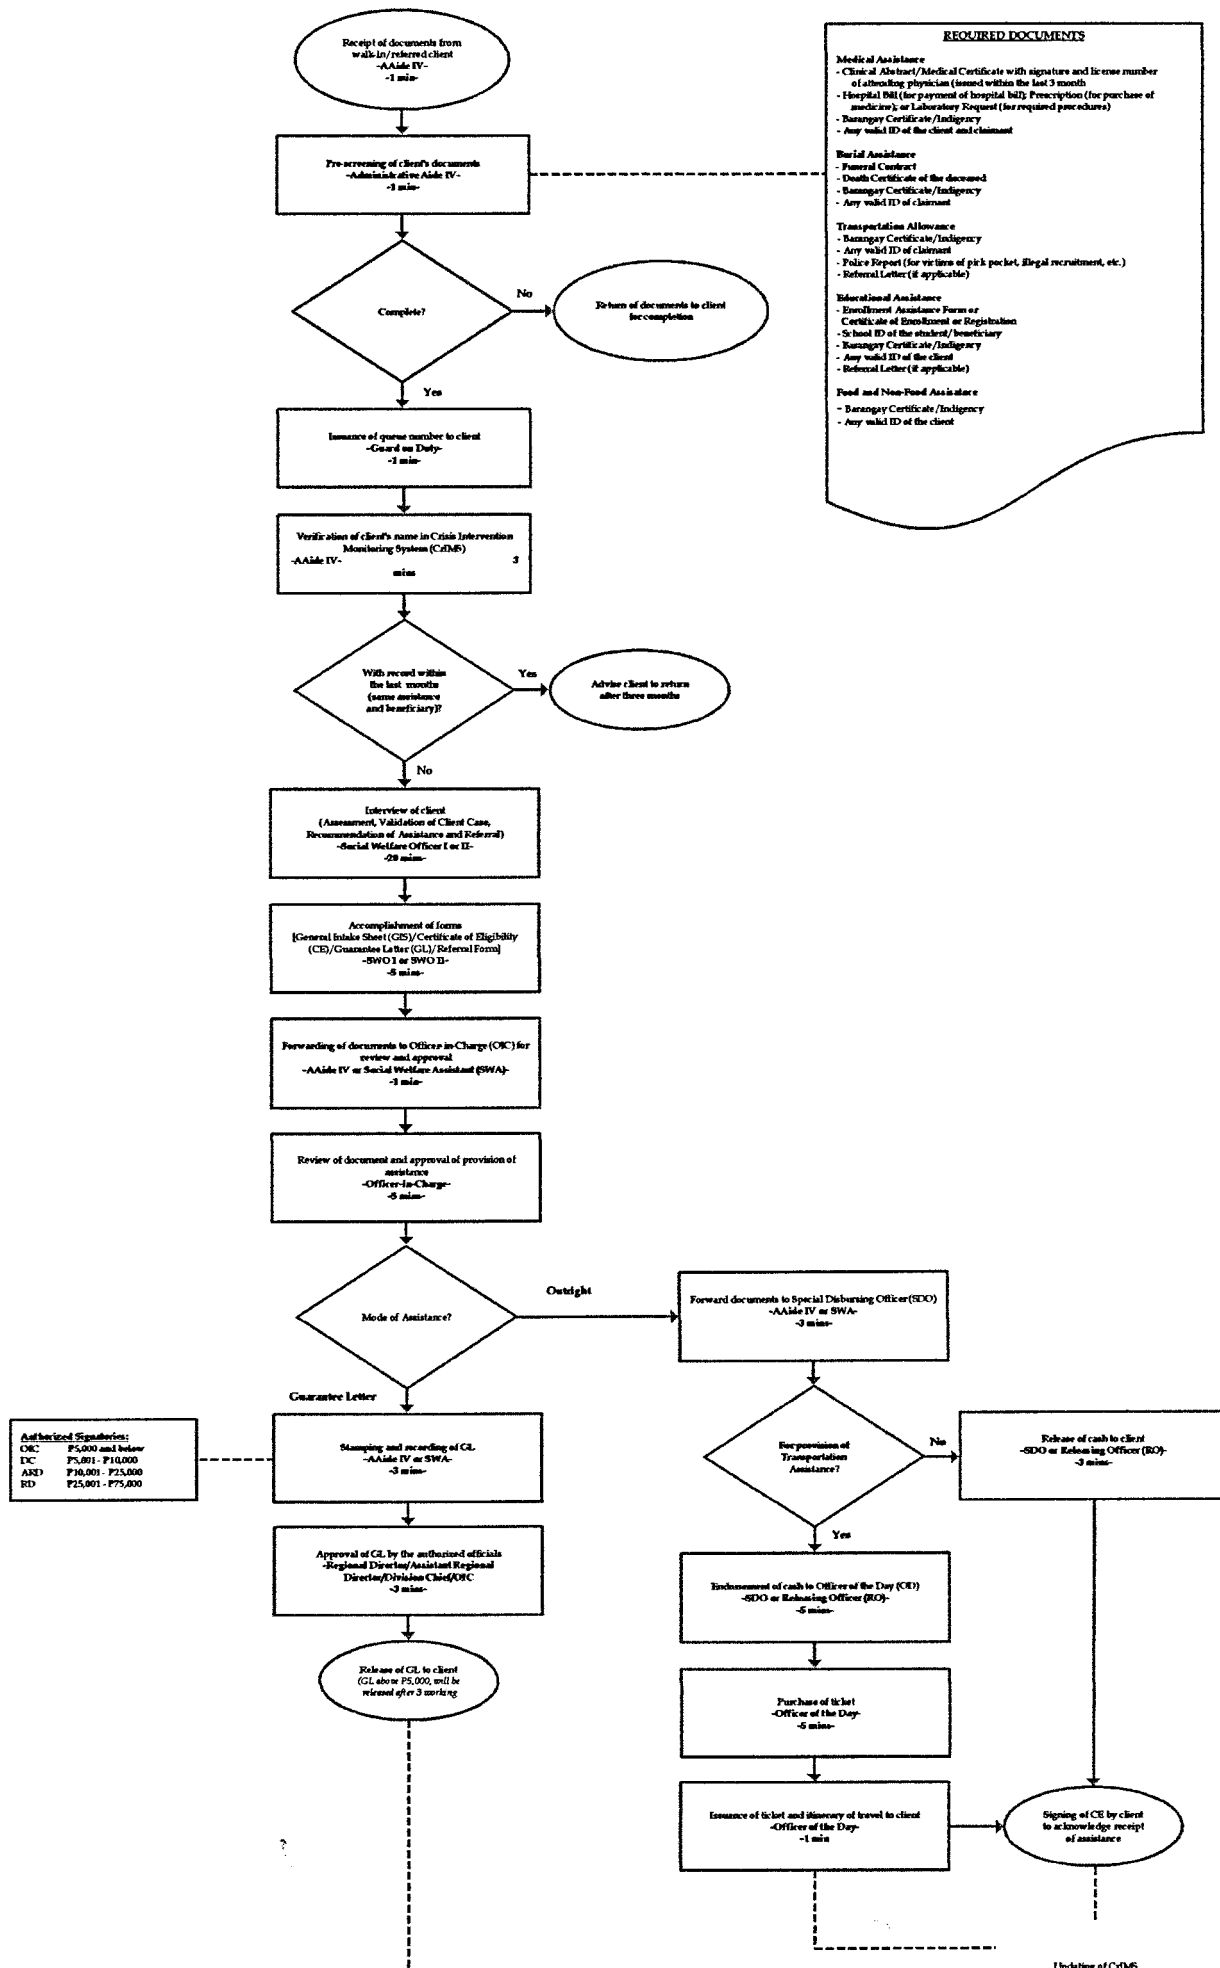 Receipt of documents from
walk-in/referred client
-AAide IV-
-1 min-
REQUIRED DOCUMENTS
Medical Assistance
- Clinical Abstract/Medical Certificate with signature and license number
of attending physician (issued within the last 3 month
- Hospital Bill (for payment of hospital bill); Prescription (for purchase of
medicine); or Laboratory Request (for required procedures)
- Barangay Certificate/Indigency
- Any valid ID of the client and claimant
Burial Assistance
- Funeral Contract
- Death Certificate of the deceased
- Barangay Certificate/Indigency
- Any valid ID of claimant
Transportation Allowance
- Barangay Certificate/Indigency
- Any valid ID of claimant
- Police Report (for victims of pick pocket, illegal recruitment, etc.)
- Referral Letter (if applicable)
Educational Assistance
- Enrollment Assistance Form or
Certificate of Enrollment or Registration
- School ID of the student/beneficiary
- Barangay Certificate/Indigency
- Any valid ID of the client
- Referral Letter (if applicable)
Food and Non-Food Assistance
- Barangay Certificate/Indigency
- Any valid ID of the client
Pre-screening of client's documents
-Administrative Aide IV-
-1 min-
Complete?
No
Return of documents to client
for completion
Yes
Issuance of queue number to client
-Guard on Duty-
-1 min-
Verification of client's name in Crisis Intervention
Monitoring System (CrIMS)
-AAide IV- 3
mins
With record within
the last months
(same assistance
and beneficiary)?
Yes
Advise client to return
after three months
No
Interview of client
(Assessment, Validation of Client Case,
Recommendation of Assistance and Referral)
-Social Welfare Officer I or II-
-20 mins-
Accomplishment of forms
[General Intake Sheet (GIS)/Certificate of Eligibility
(CE)/Guarantee Letter (GL)/Referral Form]
-SWO I or SWO II-
-5 mins-
Forwarding of documents to Officer-in-Charge (OIC) for
review and approval
-AAide IV or Social Welfare Assistant (SWA)-
-1 min-
Review of document and approval of provision of
assistance
-Officer-in-Charge-
-5 mins-
Mode of Assistance?
Outright
Forward documents to Special Disbursing Officer (SDO)
-AAide IV or SWA-
-3 mins-
Guarantee Letter
Authorized Signatories:
OIC P5,000 and below
DC P5,001 - P10,000
ARD P10,001 - P25,000
RD P25,001 - P75,000
Stamping and recording of GL
-AAide IV or SWA-
-3 mins-
For provision of
Transportation
Assistance?
No
Release of cash to client
-SDO or Releasing Officer (RO)-
-3 mins-
Yes
Approval of GL by the authorized officials
-Regional Director/Assistant Regional
Director/Division Chief/OIC
-3 mins-
Endorsement of cash to Officer of the Day (OD)
-SDO or Releasing Officer (RO)-
-5 mins-
Release of GL to client
(GL above P5,000, will be
released after 3 working
Purchase of ticket
-Officer of the Day-
-5 mins-
Issuance of ticket and itinerary of travel to client
-Officer of the Day-
-1 min
Signing of CE by client
to acknowledge receipt
of assistance
Updating of CrIMS